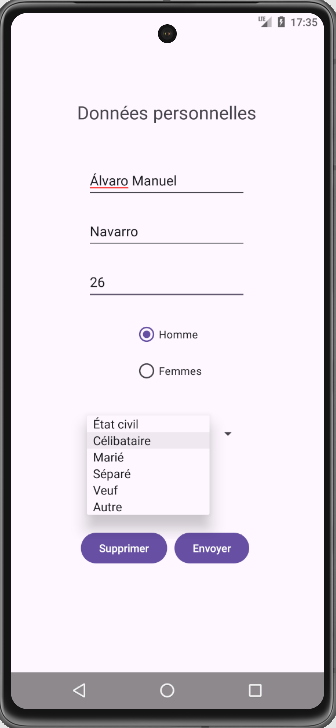 LTE 17:35
Données personnelles
Álvaro Manuel
Navarro
26
Homme
Femmes
État civil
Célibataire
Marié
Séparé
Veuf
Autre
Supprimer Envoyer